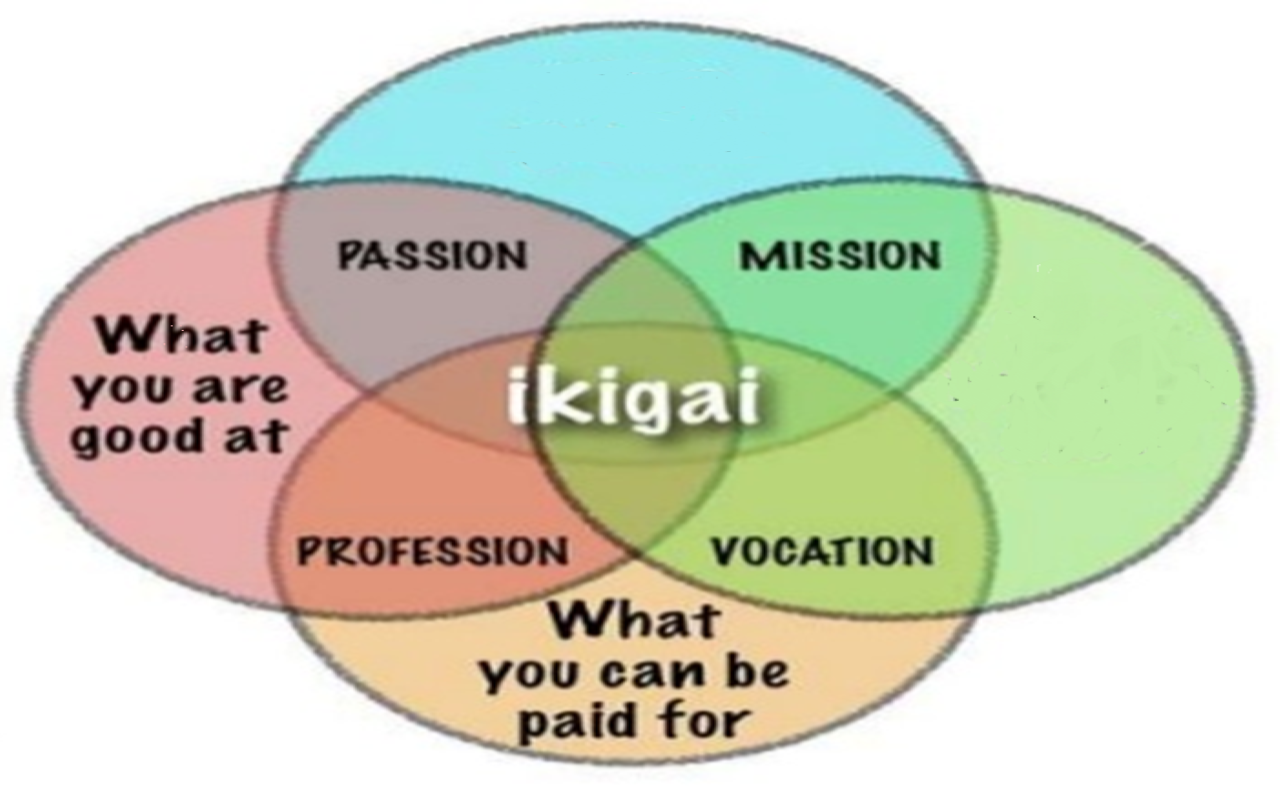 PASSION
MISSION
What
you are
good at
ikigai
PROFESSION
VOCATION
What
you can be
paid for